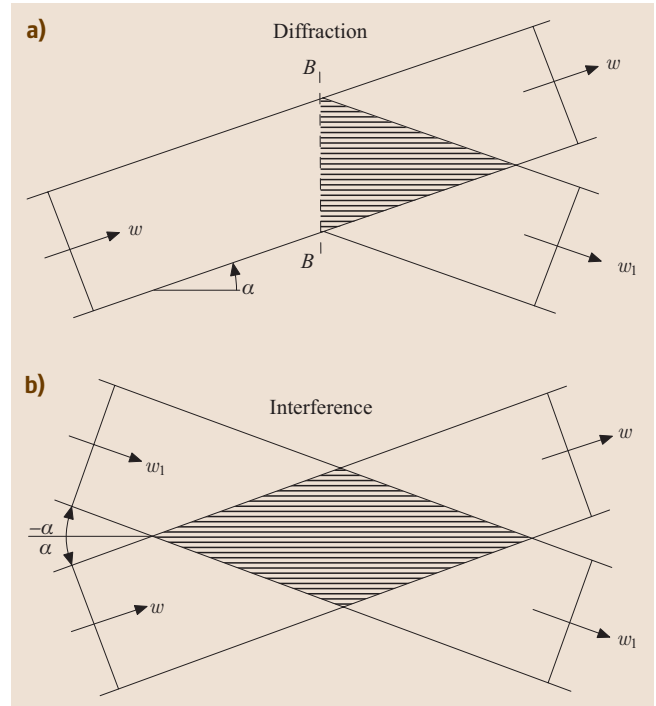 a)
Diffraction
B
w
w
B
w₁
α
b)
Interference
w
w₁
−α
α
w
w₁